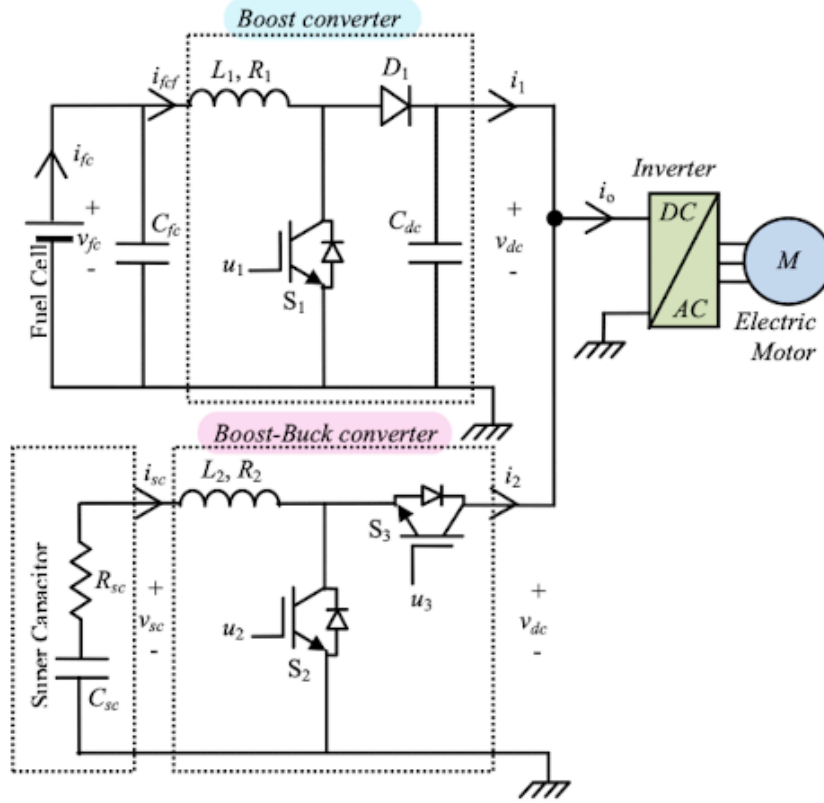 Boost converter
i_fcf
L1, R1
D1
i1
i_fc
+
v_fc
-
Fuel Cell
C_fc
u1
S1
C_dc
+
v_dc
-
i_o
Inverter
DC
AC
M
Electric
Motor
Boost-Buck converter
i_sc
L2, R2
i2
S3
u3
Super Capacitor
R_sc
C_sc
+
v_sc
-
u2
S2
+
v_dc
-